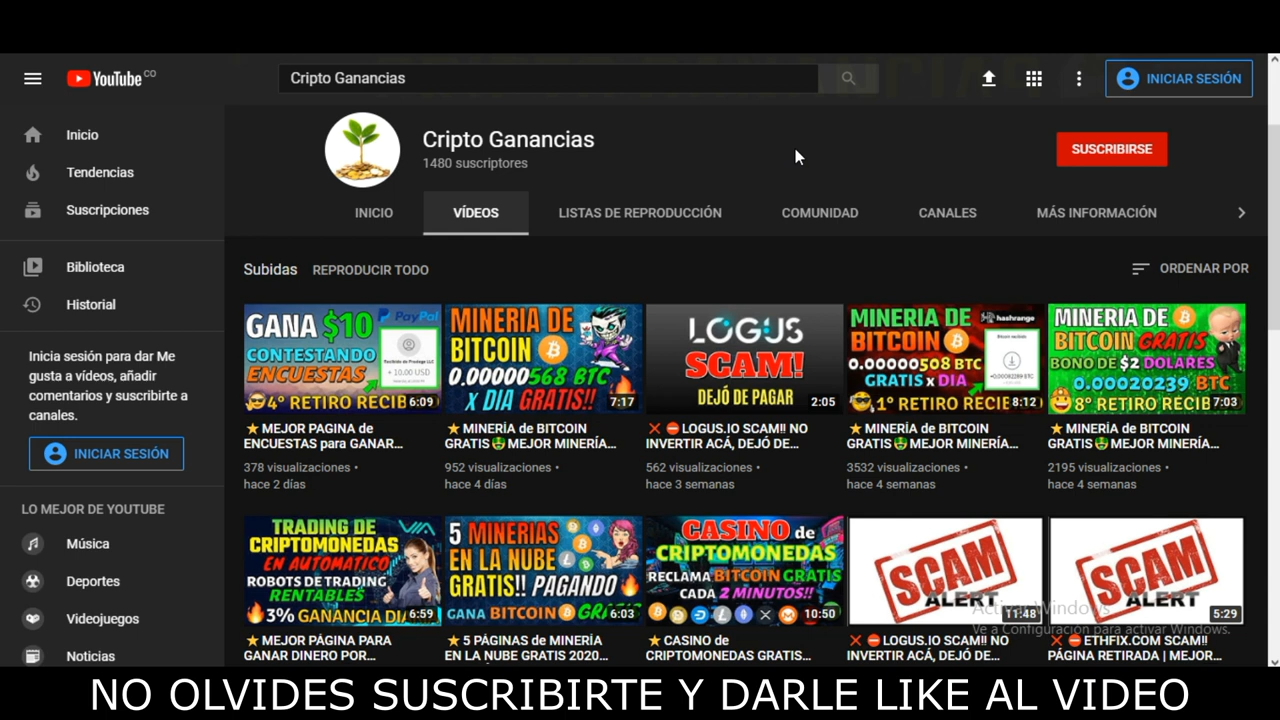 YouTube CO
Cripto Ganancias
INICIAR SESIÓN
Inicio
Tendencias
Suscripciones
Biblioteca
Historial
Inicia sesión para dar Me
gusta a vídeos, añadir
comentarios y suscribirte a
canales.
INICIAR SESIÓN
LO MEJOR DE YOUTUBE
Música
Deportes
Videojuegos
Noticias
Cripto Ganancias
1480 suscriptores
SUSCRIBIRSE
INICIO
VÍDEOS
LISTAS DE REPRODUCCIÓN
COMUNIDAD
CANALES
MÁS INFORMACIÓN
Subidas
REPRODUCIR TODO
ORDENAR POR
GANA $10
PayPal
CONTESTANDO
ENCUESTAS
+ 10.00 USD
4° RETIRO RECIB
6:09
★MEJOR PAGINA de
ENCUESTAS para GANAR...
378 visualizaciones •
hace 2 días
MINERIA DE
BITCOIN
0.00000568 BTC
X DIA GRATIS!!
7:17
★MINERÍA de BITCOIN
GRATIS🤑MEJOR MINERÍA...
952 visualizaciones •
hace 4 días
LOGUS
SCAM!
DEJÓ DE PAGAR
2:05
❌⛔LOGUS.IO SCAM!! NO
INVERTIR ACÁ, DEJÓ DE...
562 visualizaciones •
hace 3 semanas
MINERIA DE
hashrange
BITCOIN
0.00000508 BTC
GRATIS x DIA
1° RETIRO RECIE
8:12
★MINERÍA de BITCOIN
GRATIS🤑MEJOR MINERÍA...
3532 visualizaciones •
hace 4 semanas
MINERIA DE
BITCOIN GRATIS
BONO DE $2 DOLARES
0.00020239 BTC
8° RETIRO RECIB
7:03
★MINERÍA de BITCOIN
GRATIS🤑MEJOR MINERÍA...
2195 visualizaciones •
hace 4 semanas
TRADING DE
CRIPTOMONEDAS
EN AUTOMATICO
ROBOTS DE TRADING
RENTABLES
3% GANANCIA DIA
6:59
★MEJOR PÁGINA PARA
GANAR DINERO POR...
5 MINERIAS
EN LA NUBE
GRATIS!! PAGANDO
GANA BITCOIN GRATIS
6:03
★5 PÁGINAS de MINERÍA
EN LA NUBE GRATIS 2020...
CASINO de
CRIPTOMONEDAS
RECLAMA BITCOIN GRATIS
CADA 2 MINUTOS!!
10:50
★CASINO de
CRIPTOMONEDAS GRATIS...
SCAM
ALERT
11:48
❌⛔LOGUS.IO SCAM!! NO
INVERTIR ACÁ, DEJÓ DE...
SCAM
ALERT
5:29
❌⛔ETHFIX.COM SCAM!!
PÁGINA RETIRADA | MEJOR...
Activar Windows
Ve a Configuración para activar Windows.
NO OLVIDES SUSCRIBIRTE Y DARLE LIKE AL VIDEO